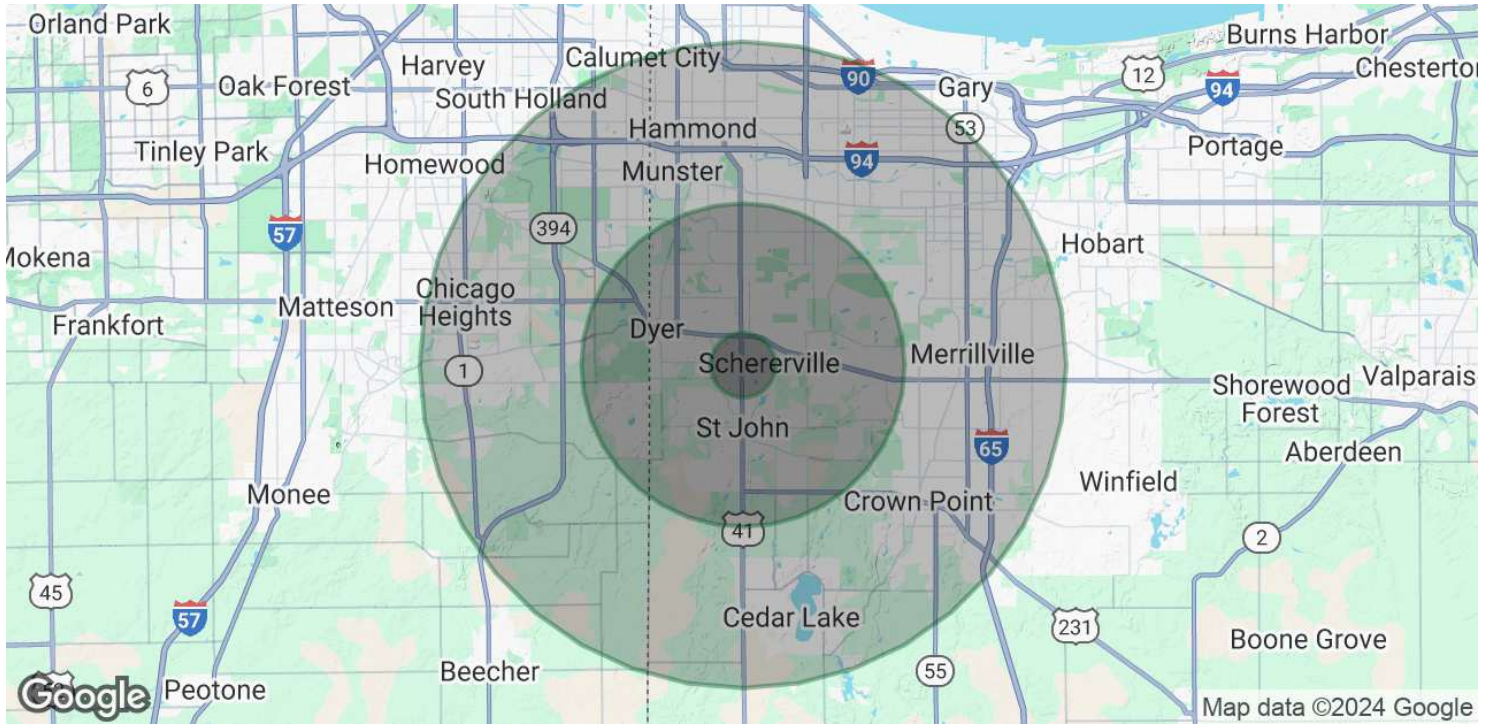 Orland Park
Burns Harbor
Calumet City
Harvey
90
12
Chesterto
6
Oak Forest
Gary
94
South Holland
Hammond
53
Tinley Park
Homewood
94
Portage
Munster
57
394
Hobart
Mokena
Chicago
Heights
Matteson
Frankfort
Dyer
Schererville
Merrillville
1
Shorewood
Forest
Valparais
St John
65
Aberdeen
Monee
Crown Point
Winfield
41
2
45
57
Cedar Lake
231
Boone Grove
Beecher
55
Peotone
Google
Map data ©2024 Google